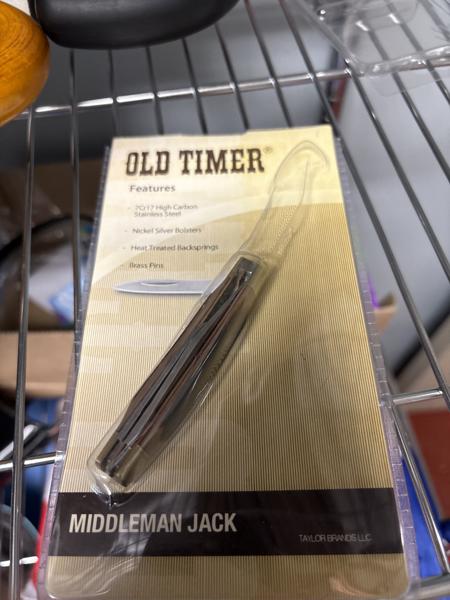 OLD TIMER®
Features
- 7Cr17 High Carbon
Stainless Steel
- Nickel Silver Bolsters
- Heat Treated Backsprings
- Brass Pins
MIDDLEMAN JACK
TAYLOR BRANDS LLC